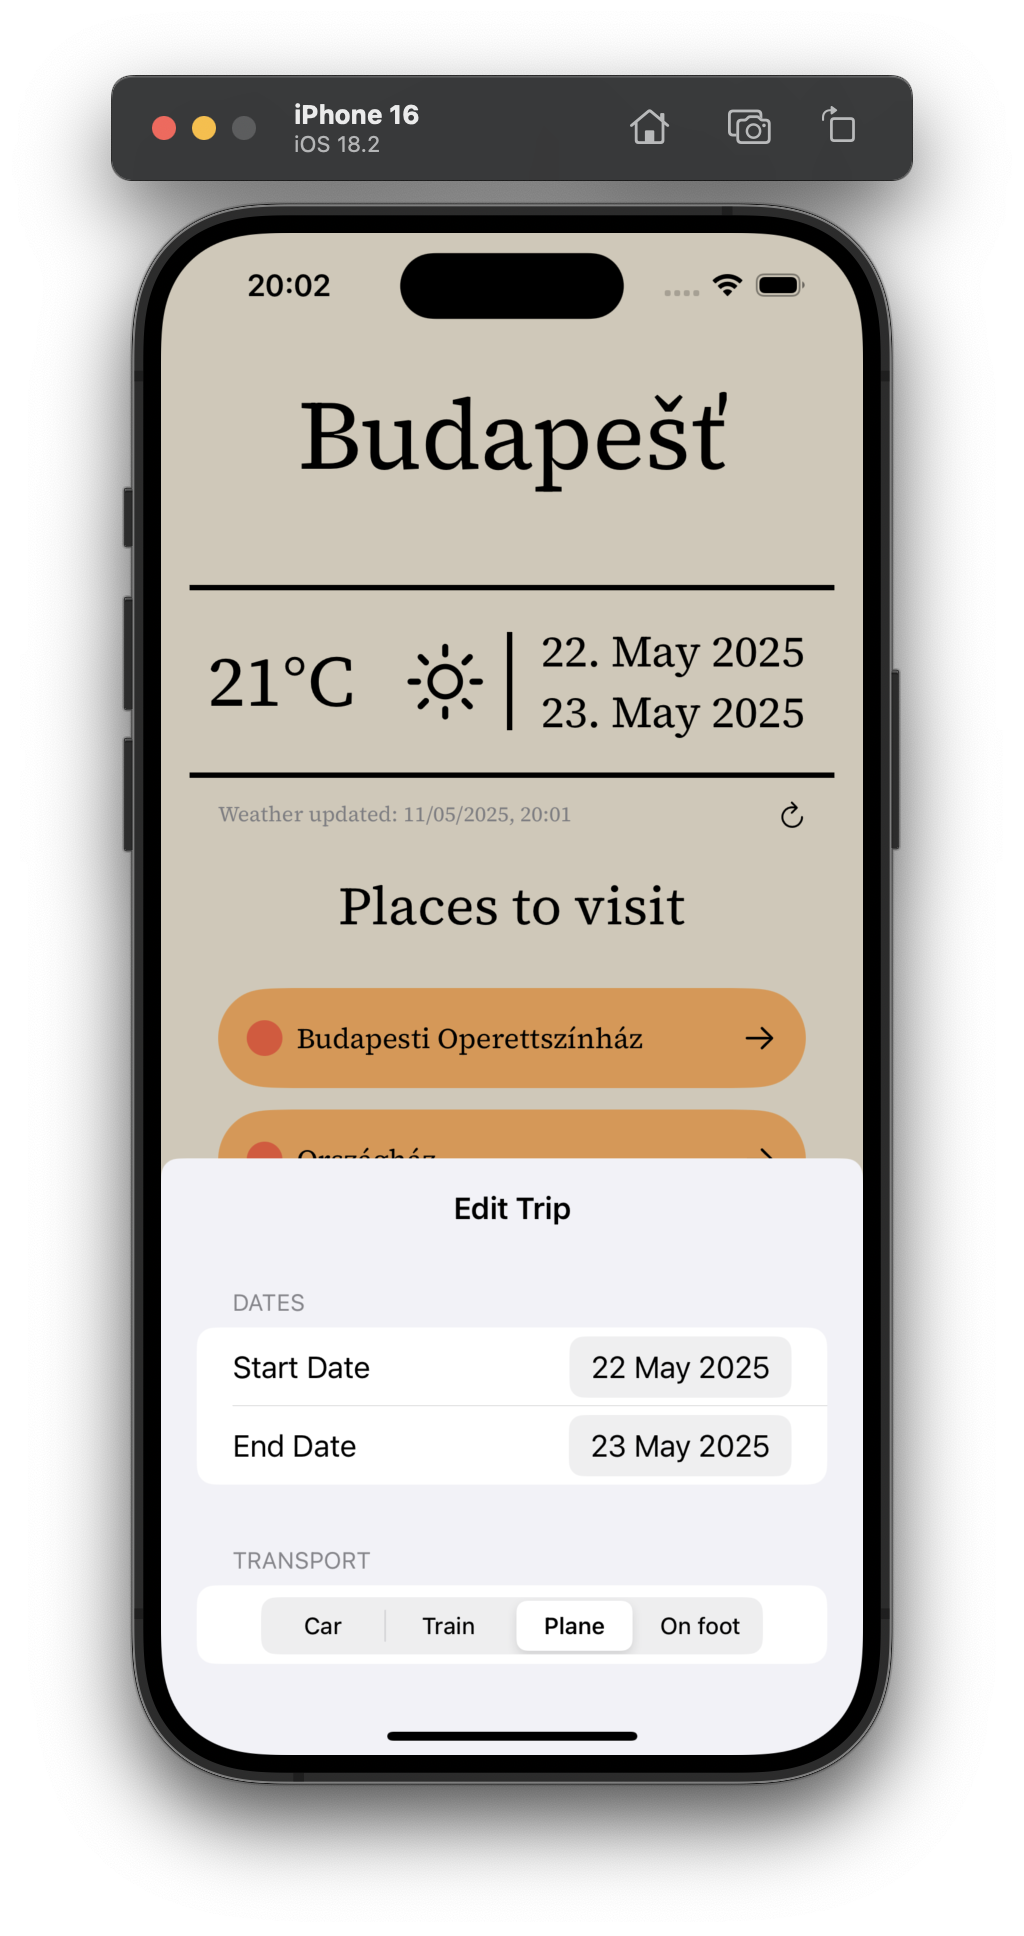 iPhone 16
iOS 18.2
20:02
Budapešť
21°C
22. May 2025
23. May 2025
Weather updated: 11/05/2025, 20:01
Places to visit
Budapesti Operettszínház
Országház
Edit Trip
DATES
Start Date 22 May 2025
End Date 23 May 2025
TRANSPORT
Car Train Plane On foot